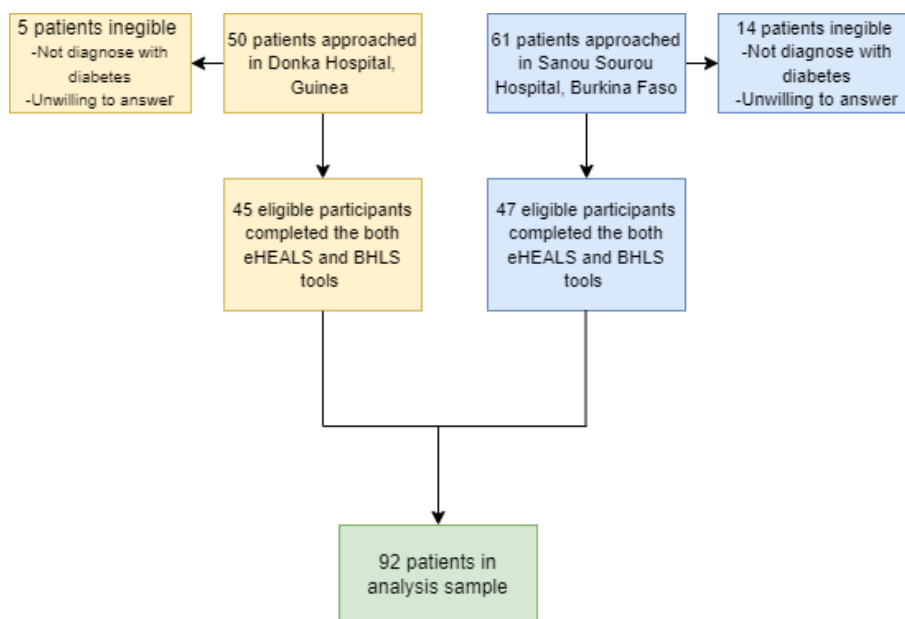 5 patients inegible
-Not diagnose with
diabetes
-Unwilling to answer
50 patients approached
in Donka Hospital,
Guinea
61 patients approached
in Sanou Sourou
Hospital, Burkina Faso
14 patients inegible
-Not diagnose with
diabetes
-Unwilling to answer
45 eligible participants
completed the both
eHEALS and BHLS
tools
47 eligible participants
completed the both
eHEALS and BHLS
tools
92 patients in
analysis sample